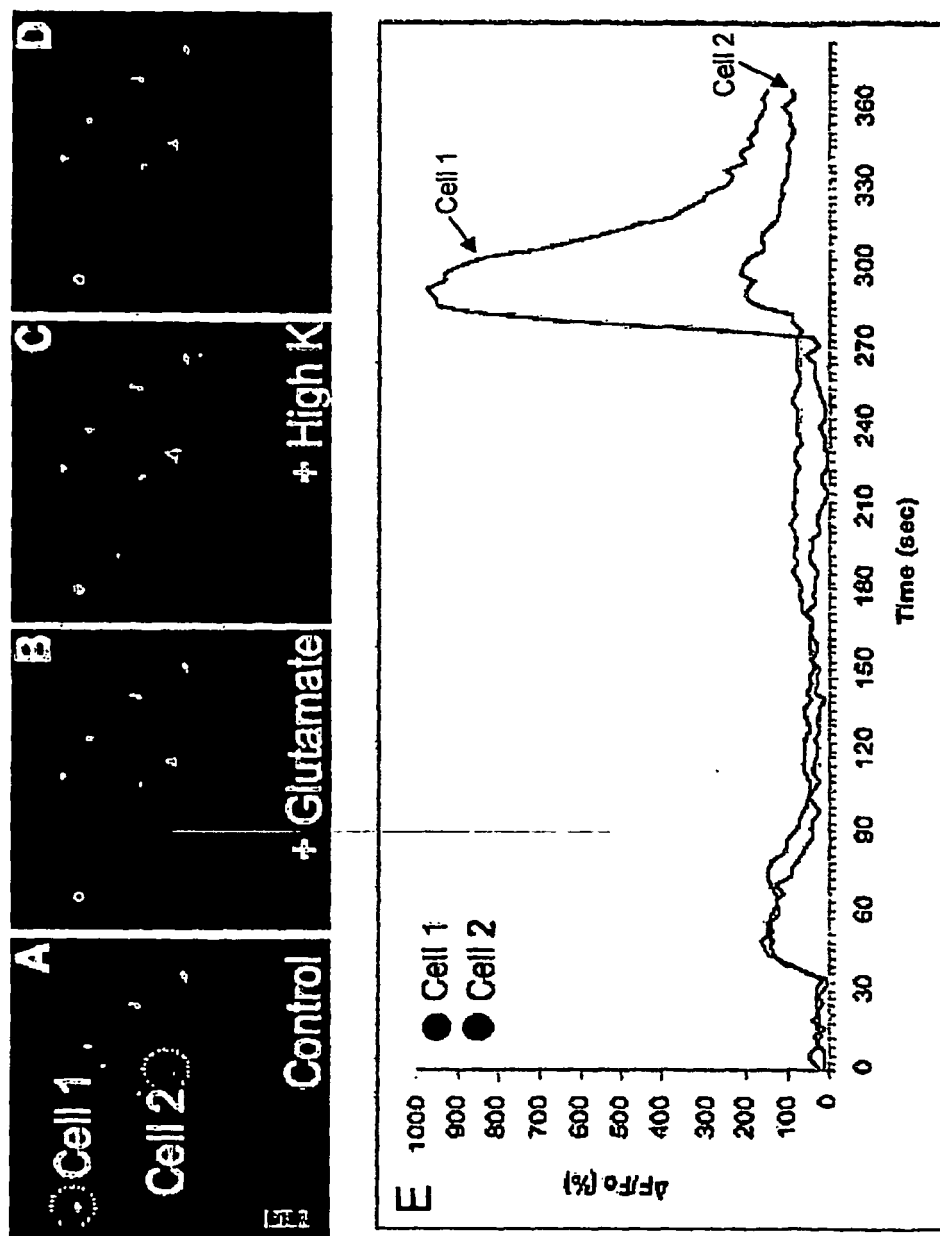 A
Cell 1
Cell 2
Control
B
+ Glutamate
C
+ High K
D
E
Cell 1
Cell 2
Cell 1
Cell 2
ΔF/Fo (%)
1000
900
800
700
600
500
400
300
200
100
0
0 30 60 90 120 150 180 210 240 270 300 330 360
Time (sec)